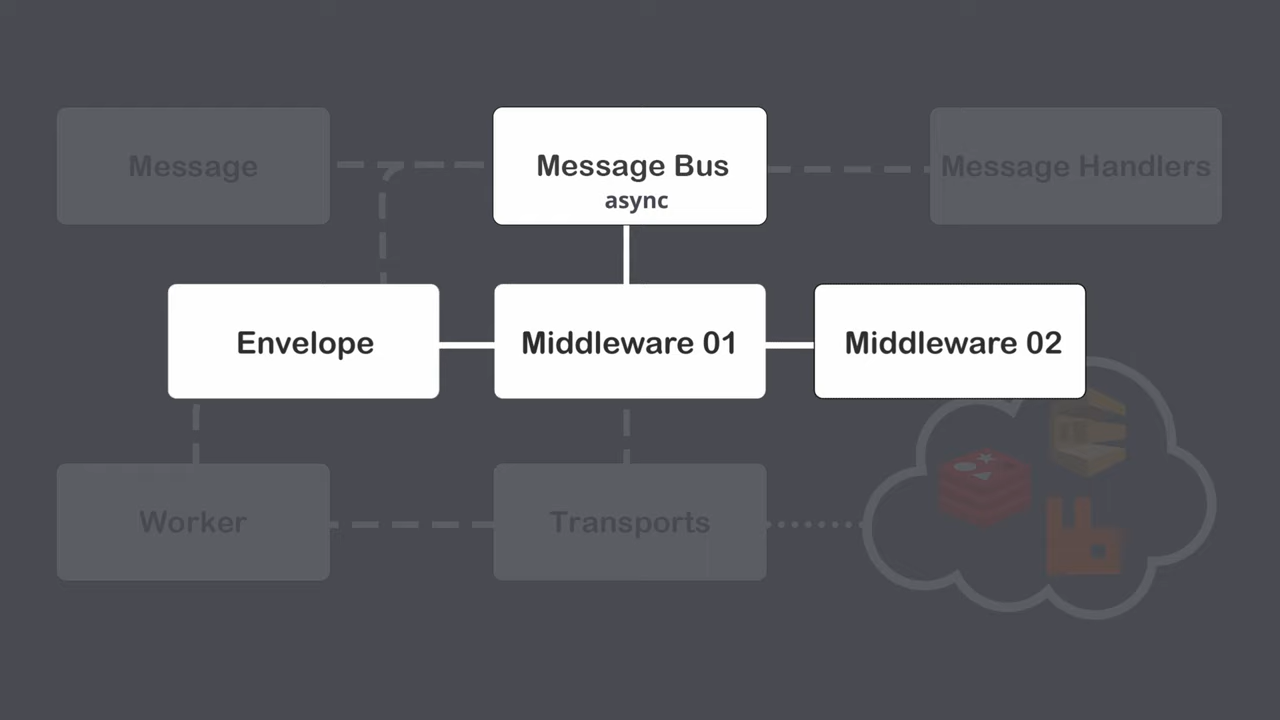 Message
Message Bus
async
Message Handlers
Envelope
Middleware 01
Middleware 02
Worker
Transports